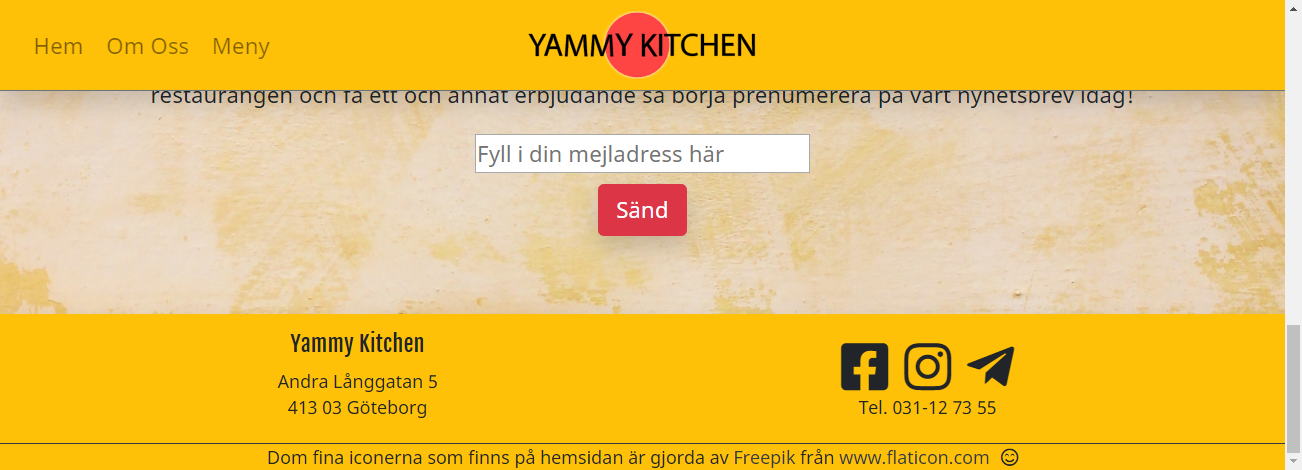 Hem Om Oss Meny
YAMMY KITCHEN
restaurangen och få ett och annat erbjudande så börja prenumerera på vårt nyhetsbrev idag!
Fyll i din mejladress här
Sänd
Yammy Kitchen
Andra Långgatan 5
413 03 Göteborg
Tel. 031-12 73 55
Dom fina iconerna som finns på hemsidan är gjorda av Freepik från www.flaticon.com